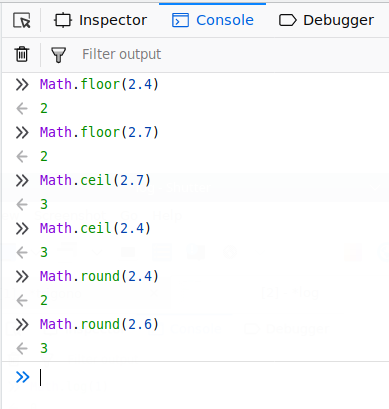 Inspector Console Debugger
Filter output
Math.floor(2.4)
2
Math.floor(2.7)
2
Math.ceil(2.7)
3
Math.ceil(2.4)
3
Math.round(2.4)
2
Math.round(2.6)
3